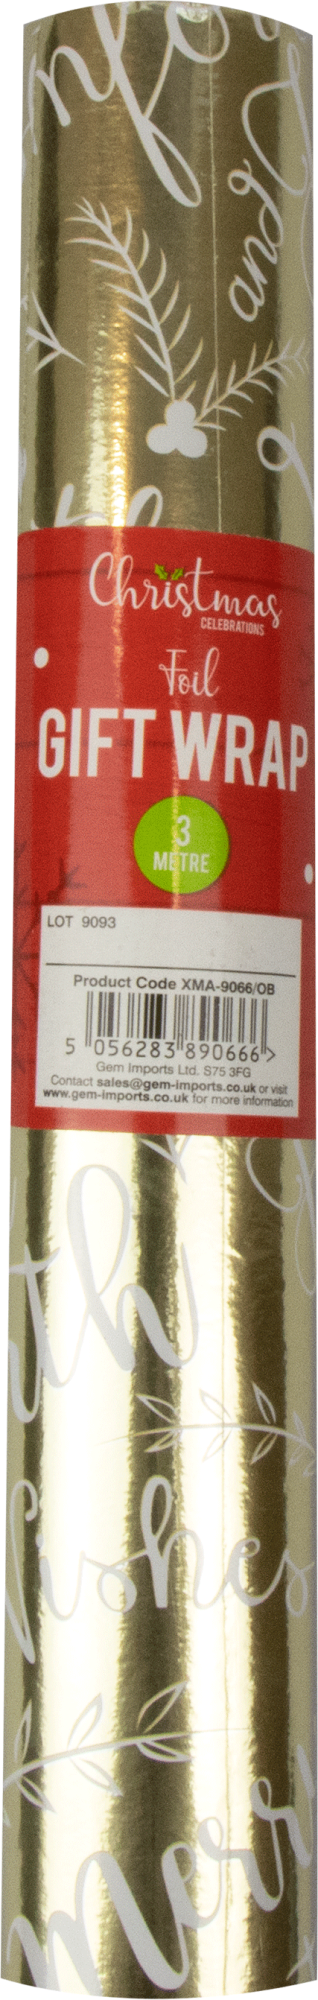 and
Christmas
CELEBRATIONS
Foil
GIFT WRAP
3
METRE
LOT 9093
Product Code XMA-9066/OB
5 056283 890666 >
Gem Imports Ltd. S75 3FG
Contact sales@gem-imports.co.uk or visit
www.gem-imports.co.uk for more information
Wishes
Merry